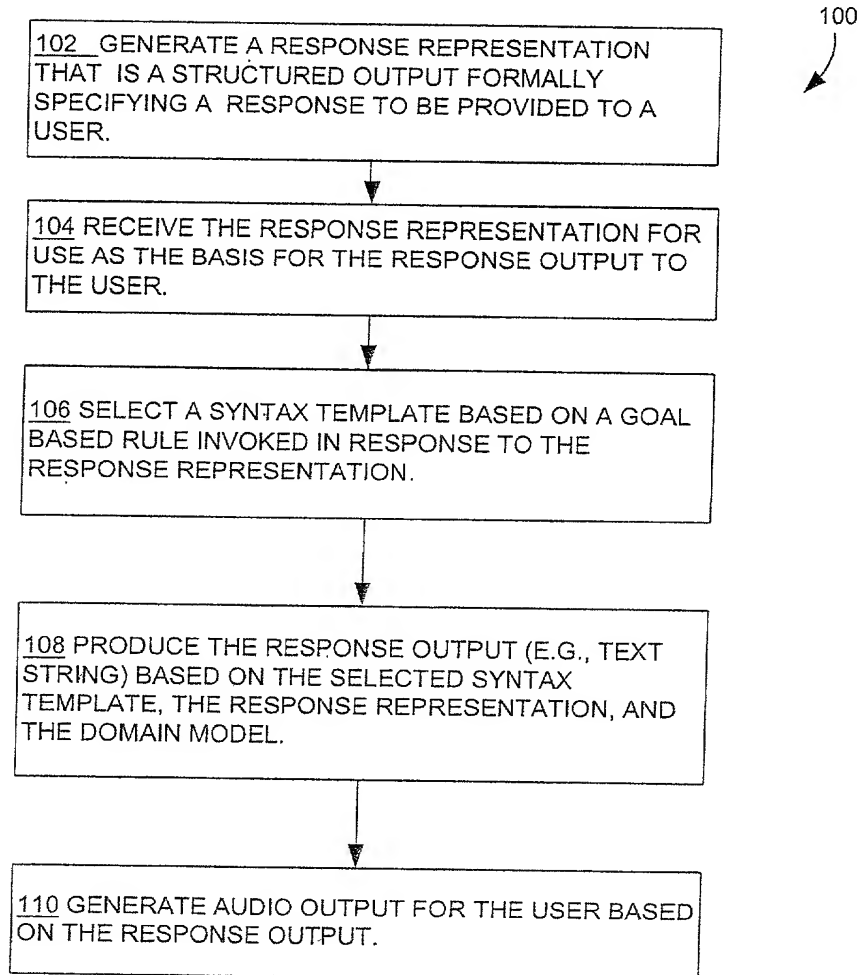 100
102 GENERATE A RESPONSE REPRESENTATION
THAT IS A STRUCTURED OUTPUT FORMALLY
SPECIFYING A RESPONSE TO BE PROVIDED TO A
USER.
104 RECEIVE THE RESPONSE REPRESENTATION FOR
USE AS THE BASIS FOR THE RESPONSE OUTPUT TO
THE USER.
106 SELECT A SYNTAX TEMPLATE BASED ON A GOAL
BASED RULE INVOKED IN RESPONSE TO THE
RESPONSE REPRESENTATION.
108 PRODUCE THE RESPONSE OUTPUT (E.G., TEXT
STRING) BASED ON THE SELECTED SYNTAX
TEMPLATE, THE RESPONSE REPRESENTATION, AND
THE DOMAIN MODEL.
110 GENERATE AUDIO OUTPUT FOR THE USER BASED
ON THE RESPONSE OUTPUT.